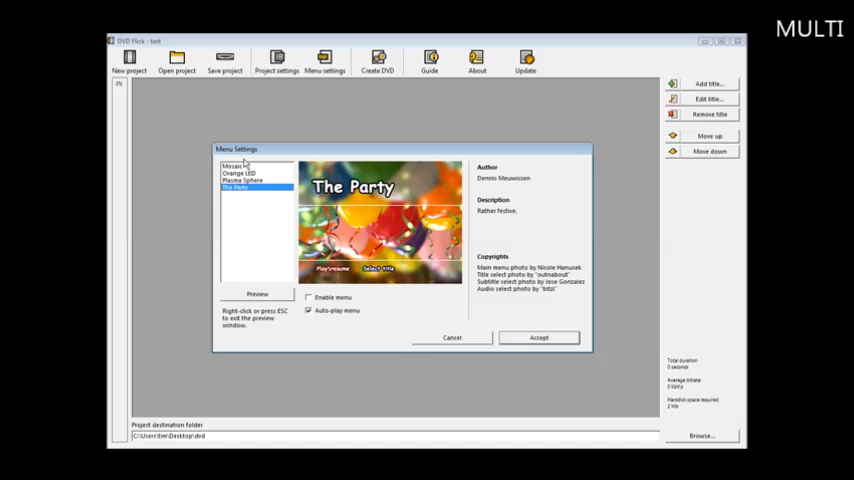 MULTI
DVD Flick - test
New project
Open project
Save project
Project settings
Menu settings
Create DVD
Guide
About
Update
0%
Add title...
Edit title...
Remove title
Move up
Move down
Menu Settings
Mosaic
Orange LED
Plasma Sphere
The Party
The Party
Play/resume
Select title
Author
Dennis Meuwissen
Description
Rather festive.
Copyrights
Main menu photo by Nicole Hanusek
Title select photo by "outnabout"
Subtitle select photo by Jose Gonzalez
Audio select photo by "bitzi"
Preview
Right-click or press ESC
to exit the preview
window.
Enable menu
Auto-play menu
Cancel
Accept
Total duration
0 seconds
Average bitrate
0 Kbit/s
Harddisk space required
2 Mb
Project destination folder
C:\Users\tim\Desktop\dvd
Browse...